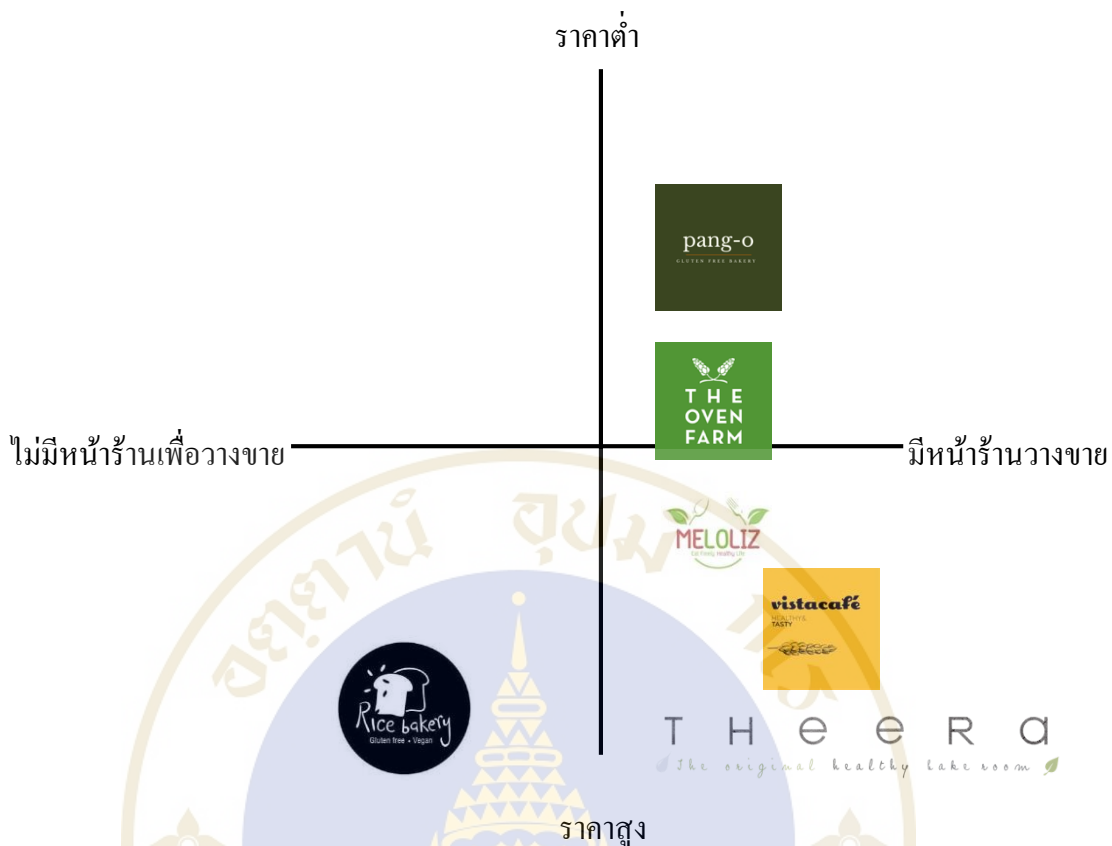 ราคาต่ำ
pang-o
GLUTEN FREE BAKERY
THE
OVEN
FARM
ไม่มีหน้าร้านเพื่อวางขาย
มีหน้าร้านวางขาย
MELOLIZ
vistacafé
HEALTHY&
TASTY
Rice bakery
Gluten free • Vegan
THeeRa
The original healthy bake room
ราคาสูง